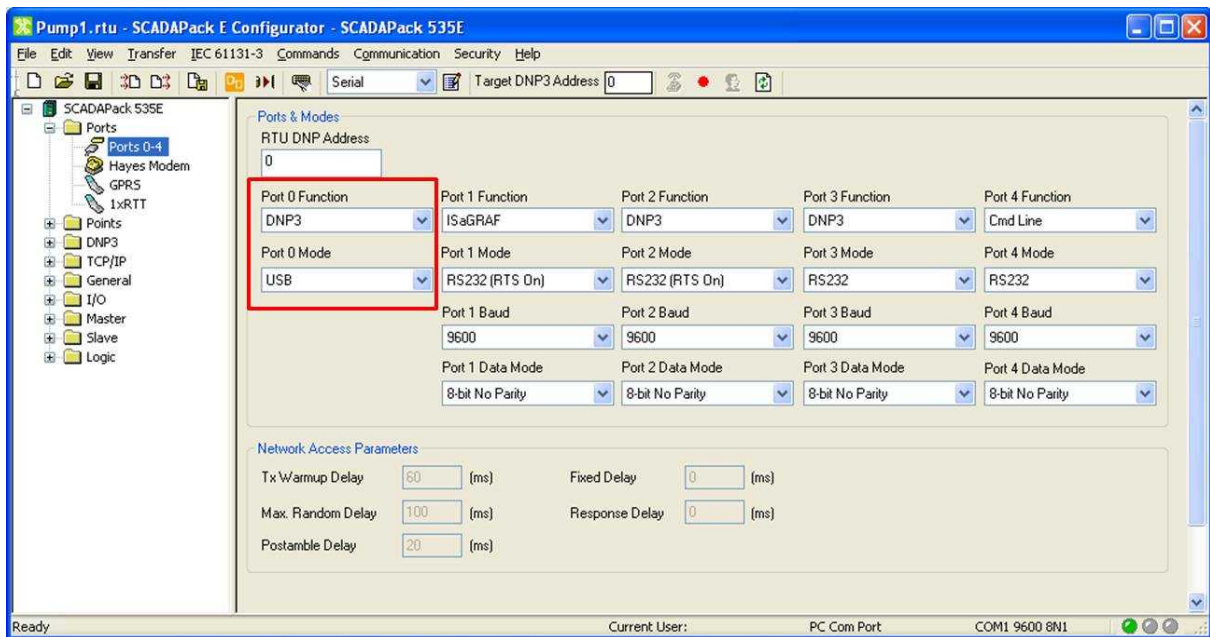 Pump1.rtu - SCADAPack E Configurator - SCADAPack 535E
File Edit View Transfer IEC 61131-3 Commands Communication Security Help
Serial Target DNP3 Address 0
SCADAPack 535E
Ports
Ports 0-4
Hayes Modem
GPRS
1xRTT
Points
DNP3
TCP/IP
General
I/O
Master
Slave
Logic
Ports & Modes
RTU DNP Address
0
Port 0 Function Port 1 Function Port 2 Function Port 3 Function Port 4 Function
DNP3 ISaGRAF DNP3 DNP3 Cmd Line
Port 0 Mode Port 1 Mode Port 2 Mode Port 3 Mode Port 4 Mode
USB RS232 (RTS On) RS232 (RTS On) RS232 RS232
Port 1 Baud Port 2 Baud Port 3 Baud Port 4 Baud
9600 9600 9600 9600
Port 1 Data Mode Port 2 Data Mode Port 3 Data Mode Port 4 Data Mode
8-bit No Parity 8-bit No Parity 8-bit No Parity 8-bit No Parity
Network Access Parameters
Tx Warmup Delay 60 (ms) Fixed Delay 0 (ms)
Max. Random Delay 100 (ms) Response Delay 0 (ms)
Postamble Delay 20 (ms)
Ready Current User: PC Com Port COM1 9600 8N1